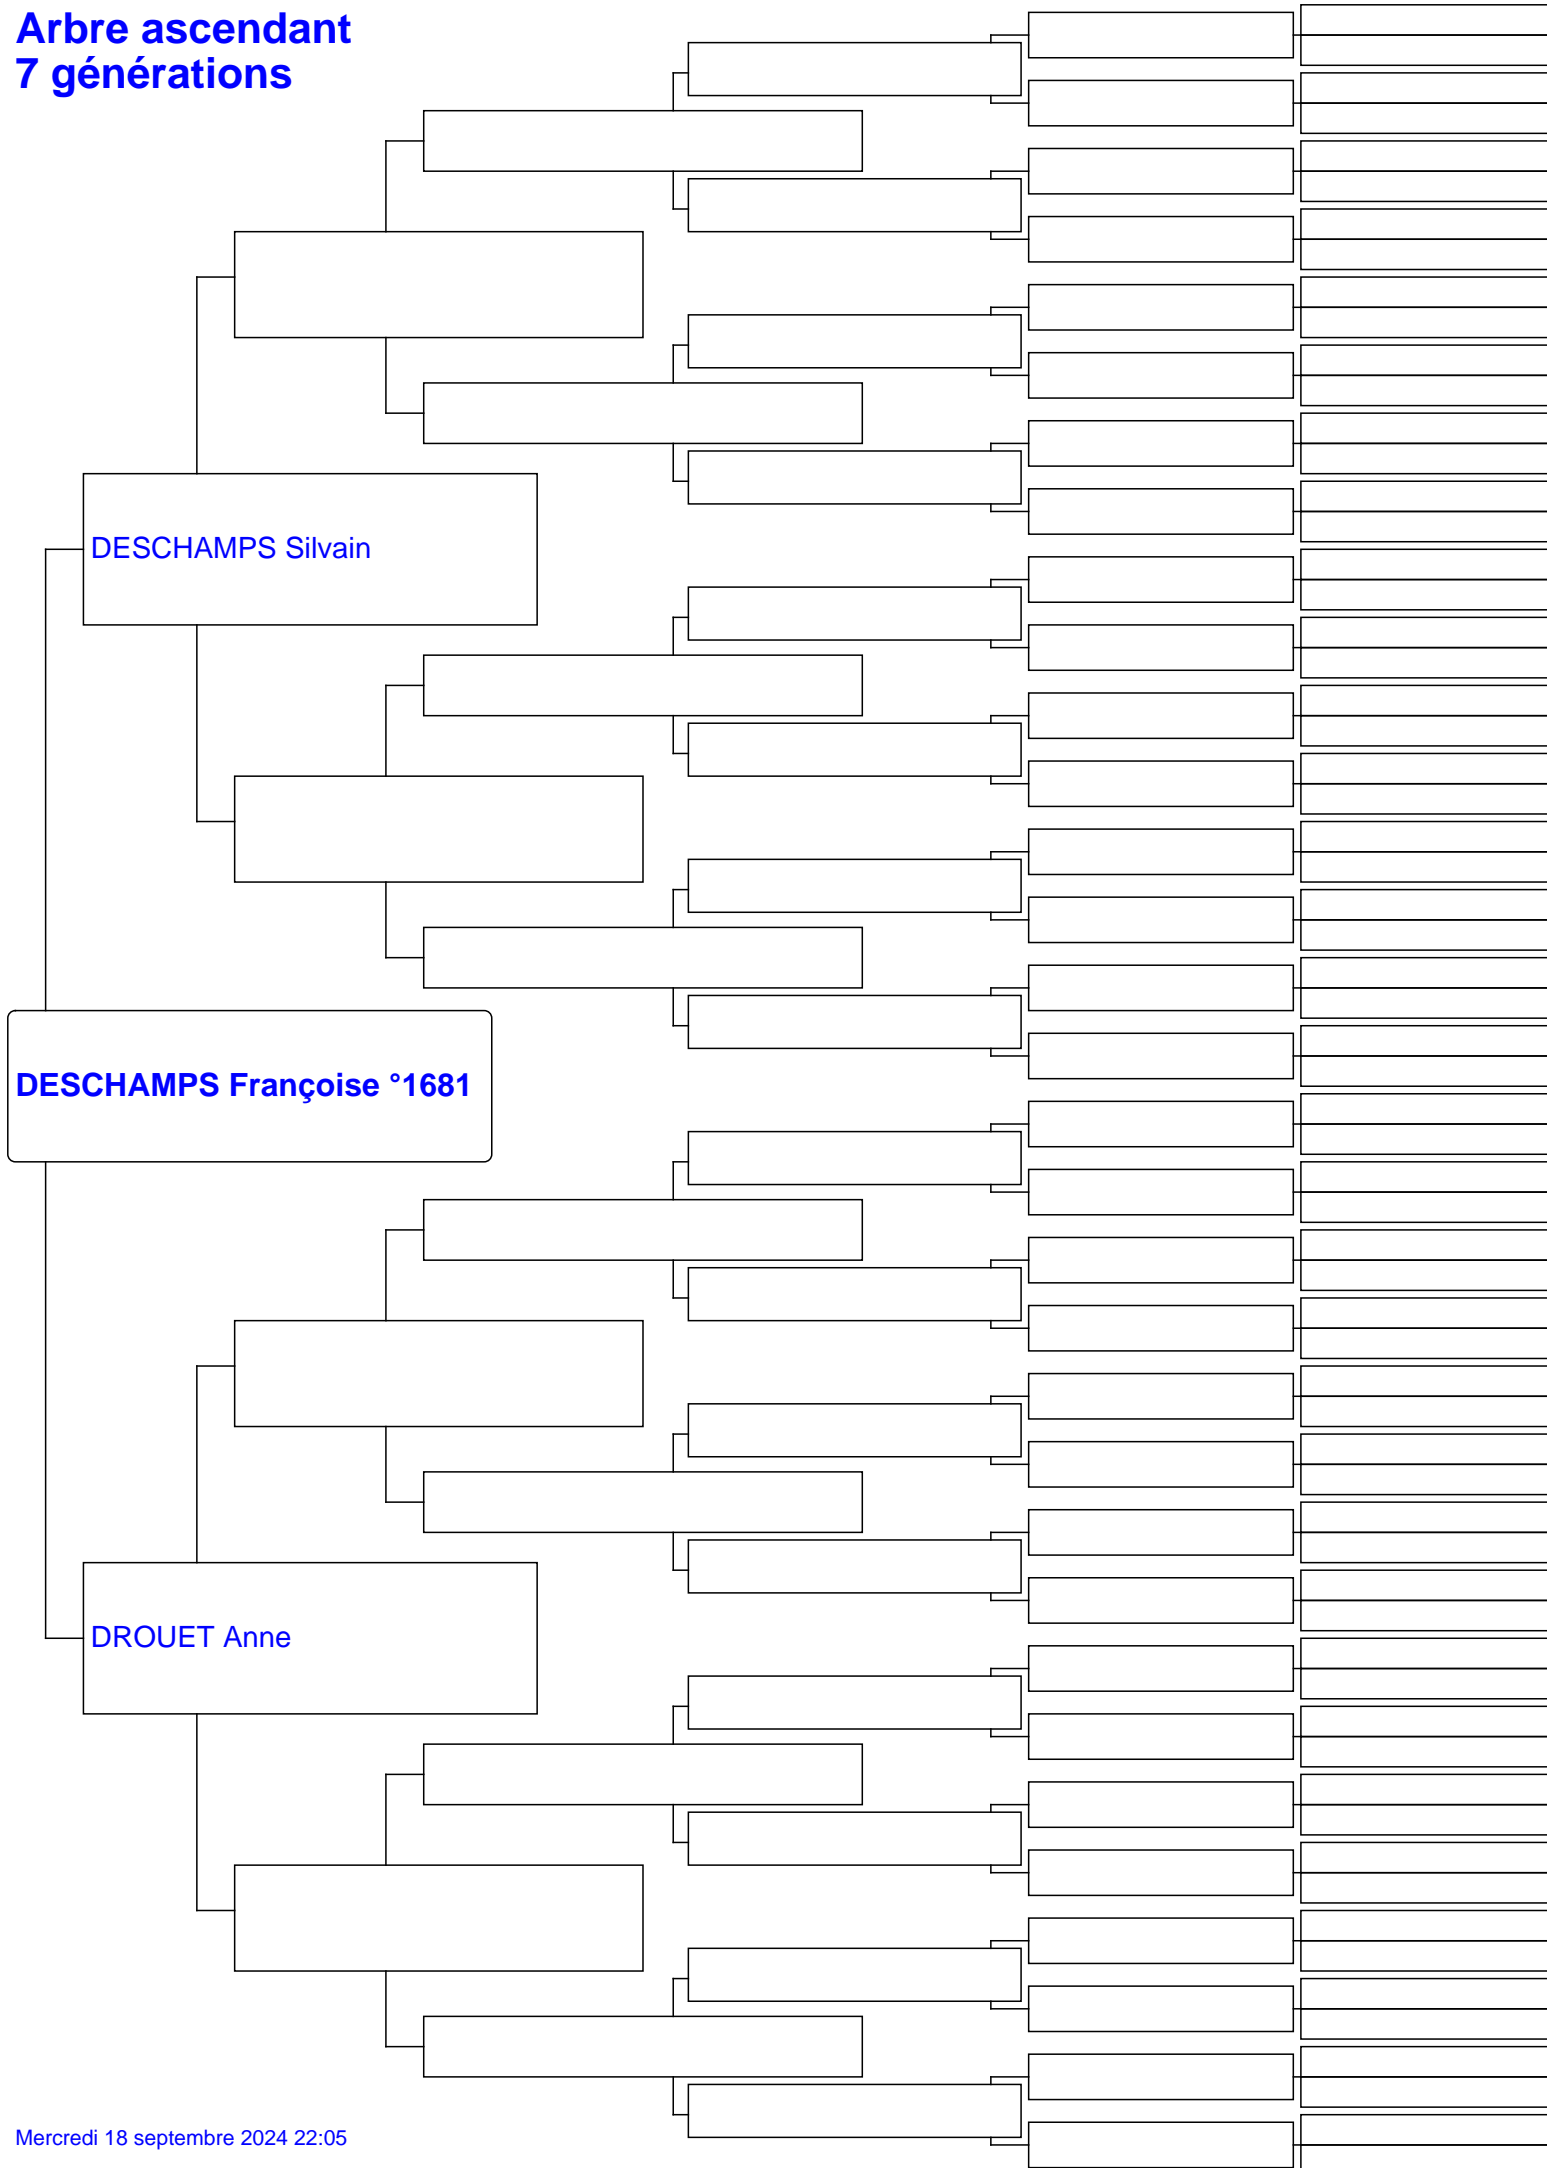 Arbre ascendant
7 générations
DESCHAMPS Silvain
DESCHAMPS Françoise °1681
DROUET Anne
Mercredi 18 septembre 2024 22:05